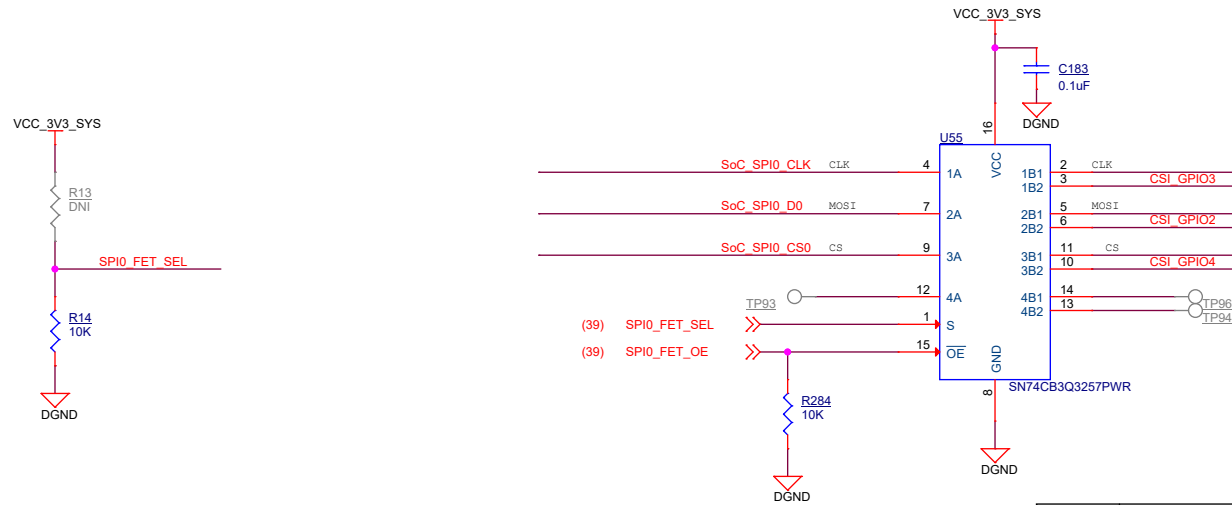 VCC_3V3_SYS
C183
0.1uF
DGND
VCC_3V3_SYS
R13
DNI
SPI0_FET_SEL
R14
10K
DGND
U55
16
VCC
SoC_SPI0_CLK CLK 4 1A 1B1 2 CLK
1B2 3 CSI_GPIO3
SoC_SPI0_D0 MOSI 7 2A 2B1 5 MOSI
2B2 6 CSI_GPIO2
SoC_SPI0_CS0 CS 9 3A 3B1 11 CS
3B2 10 CSI_GPIO4
TP93 12 4A 4B1 14 TP96
4B2 13 TP94
(39) SPI0_FET_SEL 1 S
(39) SPI0_FET_OE 15 OE
GND
8
SN74CB3Q3257PWR
R284
10K
DGND
DGND